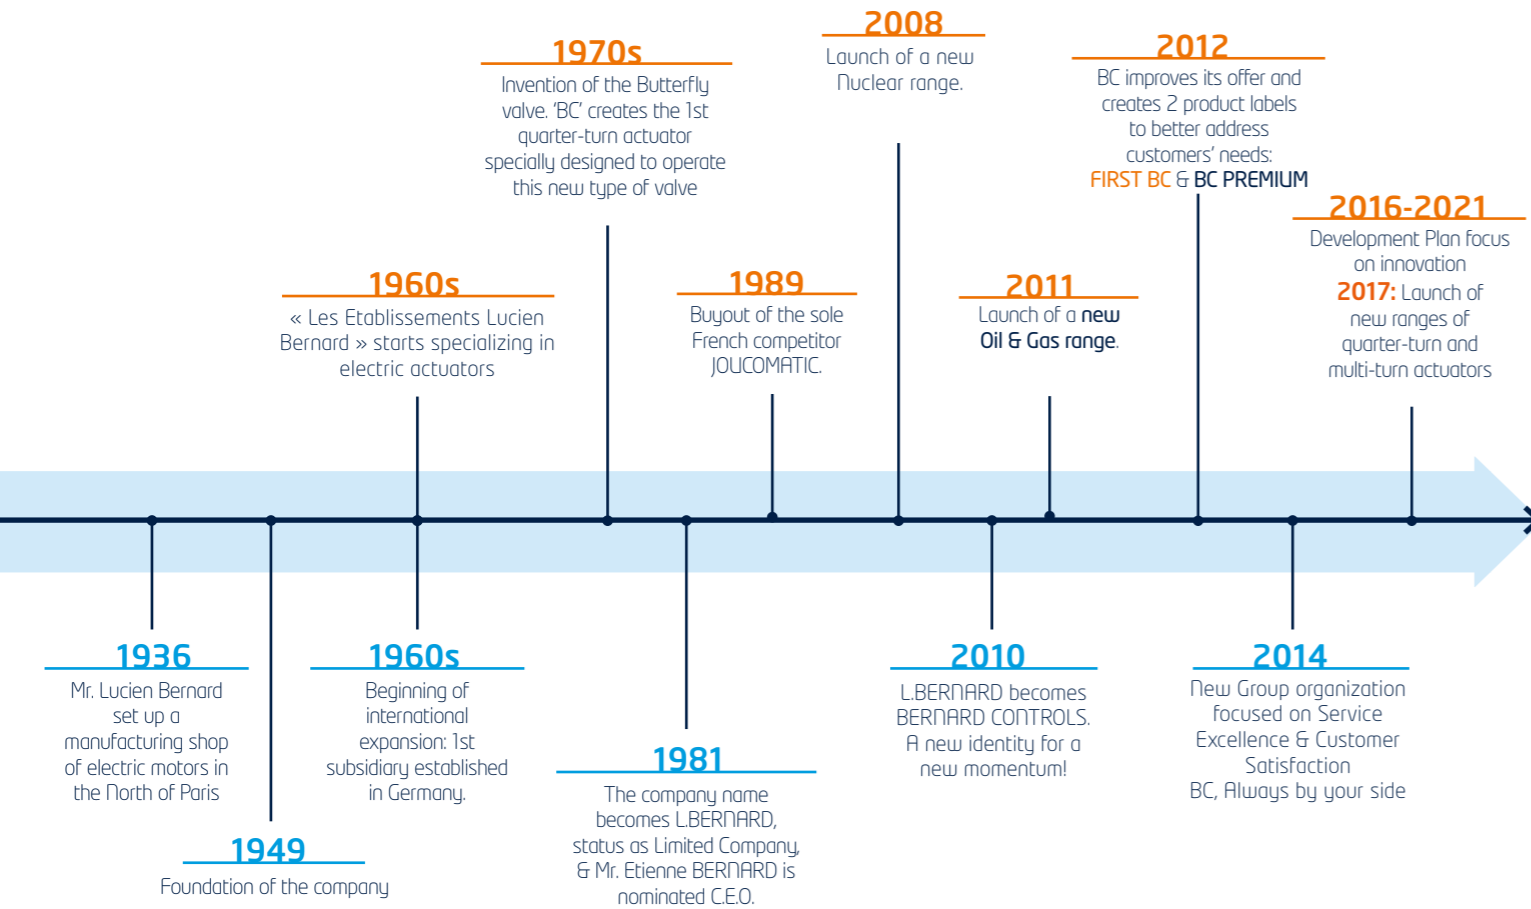 2008
Launch of a new
Nuclear range.
1970s
Invention of the Butterfly
valve. 'BC' creates the 1st
quarter-turn actuator
specially designed to operate
this new type of valve
2012
BC improves its offer and
creates 2 product labels
to better address
customers' needs:
FIRST BC & BC PREMIUM
2016-2021
Development Plan focus
on innovation
2017: Launch of
new ranges of
quarter-turn and
multi-turn actuators
1960s
« Les Etablissements Lucien
Bernard » starts specializing in
electric actuators
1989
Buyout of the sole
French competitor
JOUCOMATIC.
2011
Launch of a new
Oil & Gas range.
1936
Mr. Lucien Bernard
set up a
manufacturing shop
of electric motors in
the North of Paris
1949
Foundation of the company
1960s
Beginning of
international
expansion: 1st
subsidiary established
in Germany.
1981
The company name
becomes L.BERNARD,
status as Limited Company,
& Mr. Etienne BERNARD is
nominated C.E.O.
2010
L.BERNARD becomes
BERNARD CONTROLS.
A new identity for a
new momentum!
2014
New Group organization
focused on Service
Excellence & Customer
Satisfaction
BC, Always by your side